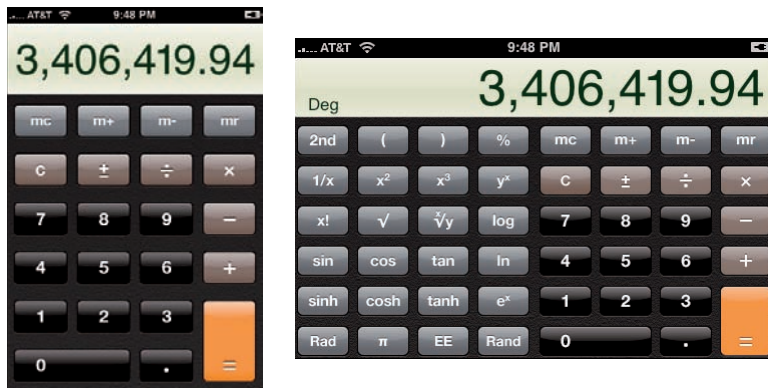 AT&T 9:48 PM
3,406,419.94
mc m+ m- mr
C ± ÷ ×
7 8 9 −
4 5 6 +
1 2 3
0 . =
AT&T 9:48 PM
Deg 3,406,419.94
2nd ( ) % mc m+ m- mr
1/x x² x³ yˣ C ± ÷ ×
x! √ ˣ√y log 7 8 9 −
sin cos tan ln 4 5 6 +
sinh cosh tanh eˣ 1 2 3
Rad π EE Rand 0 . =